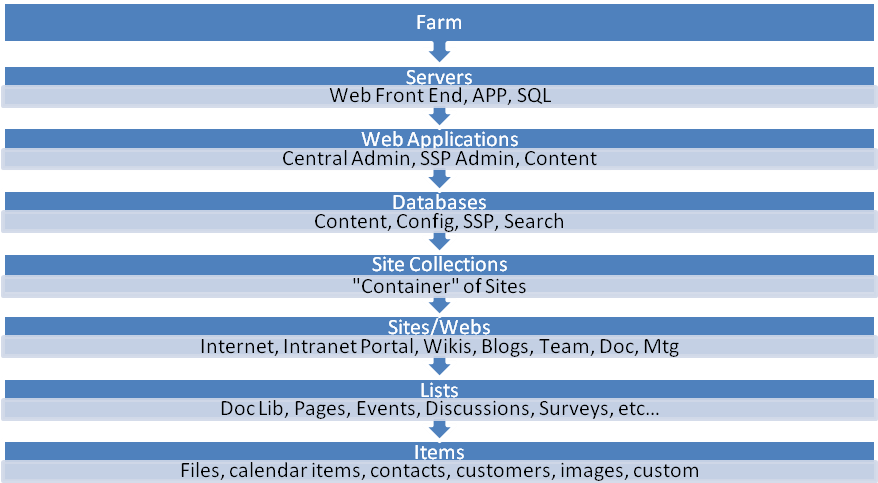 Farm
Servers
Web Front End, APP, SQL
Web Applications
Central Admin, SSP Admin, Content
Databases
Content, Config, SSP, Search
Site Collections
"Container" of Sites
Sites/Webs
Internet, Intranet Portal, Wikis, Blogs, Team, Doc, Mtg
Lists
Doc Lib, Pages, Events, Discussions, Surveys, etc...
Items
Files, calendar items, contacts, customers, images, custom